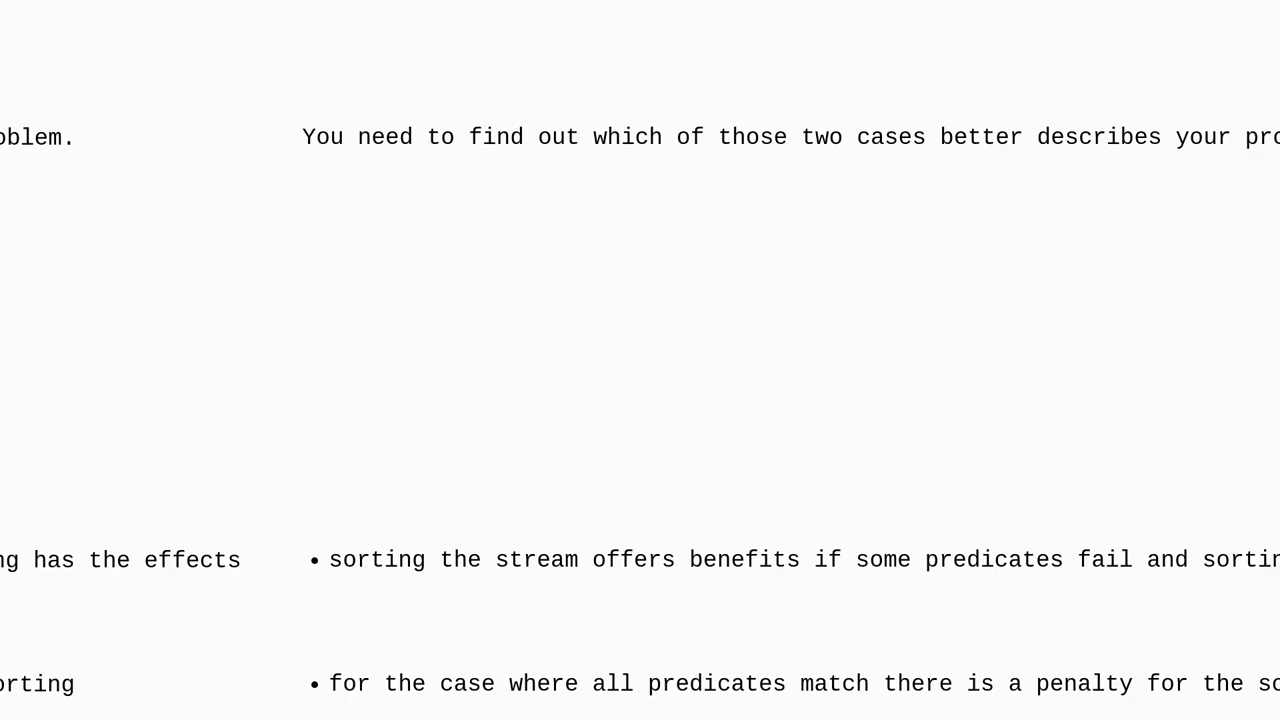 oblem. You need to find out which of those two cases better describes your pro
ng has the effects • sorting the stream offers benefits if some predicates fail and sortin
orting • for the case where all predicates match there is a penalty for the so